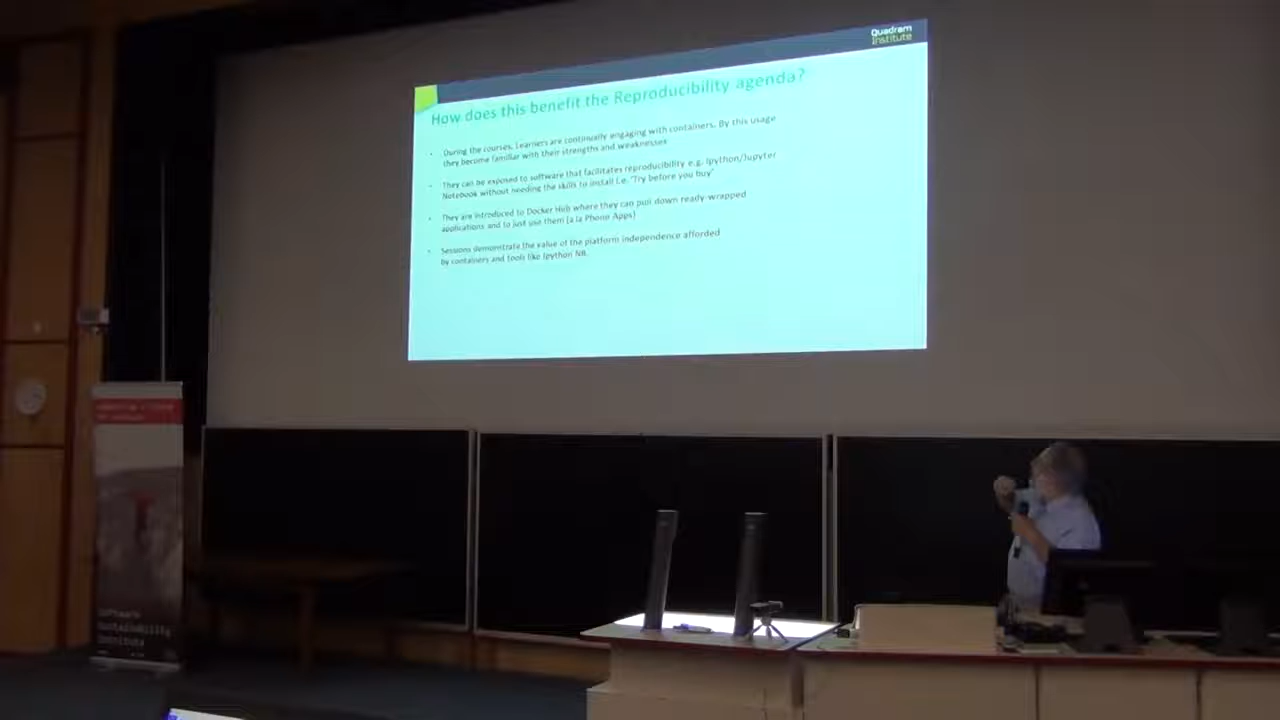 Quadram
Institute
How does this benefit the Reproducibility agenda?
• During the courses, Learners are continually engaging with containers. By this usage
they become familiar with their strengths and weaknesses
• They can be exposed to software that facilitates reproducibility e.g. Ipython/Jupyter
Notebook without needing the skills to install i.e. "Try before you buy"
• They are introduced to Docker Hub where they can pull down ready-wrapped
applications and to just use them (a la Phone Apps)
• Sessions demonstrate the value of the platform independence afforded
by containers and tools like Ipython NB.
Software
Sustainability
Institute